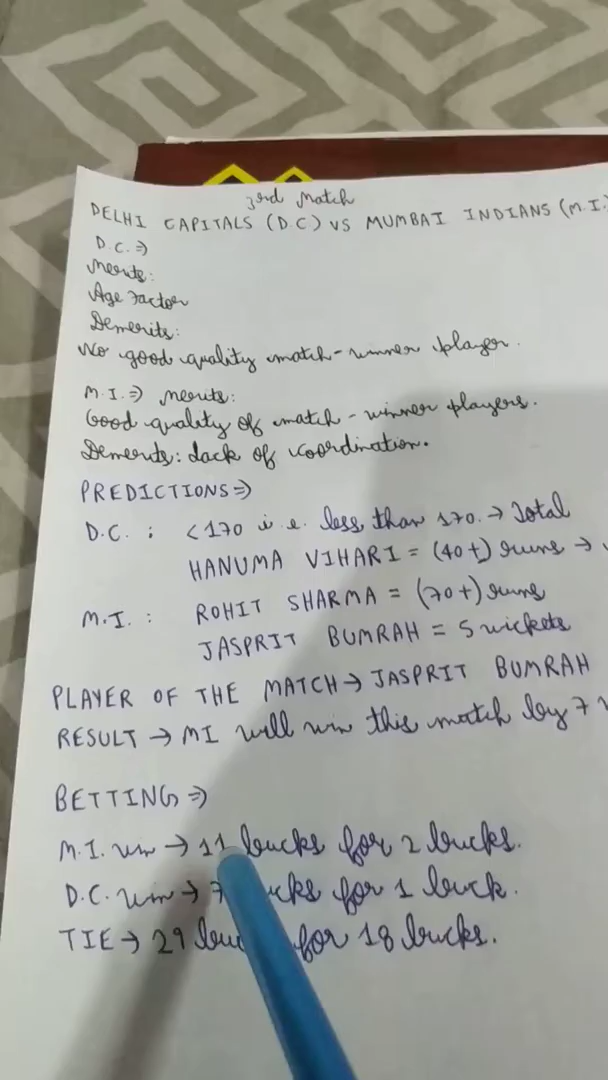 3rd Match
DELHI CAPITALS (D.C) VS MUMBAI INDIANS (M.I.)
D.C. ⇒
Merits:
Age Factor
Demerits:
No good quality match-winner player.
M.I. ⇒ Merits:
Good quality of match-winner players.
Demerits: Lack of coordination.
PREDICTIONS ⇒
D.C. : <170 i.e. less than 170. → Total
HANUMA VIHARI = (40+) runs →
M.I. : ROHIT SHARMA = (70+) runs
JASPRIT BUMRAH = 5 wickets
PLAYER OF THE MATCH → JASPRIT BUMRAH
RESULT → MI will win this match by 7
BETTING ⇒
M.I. win → 11 bucks for 2 bucks.
D.C. win → for 1 buck.
TIE → 29 for 18 bucks.